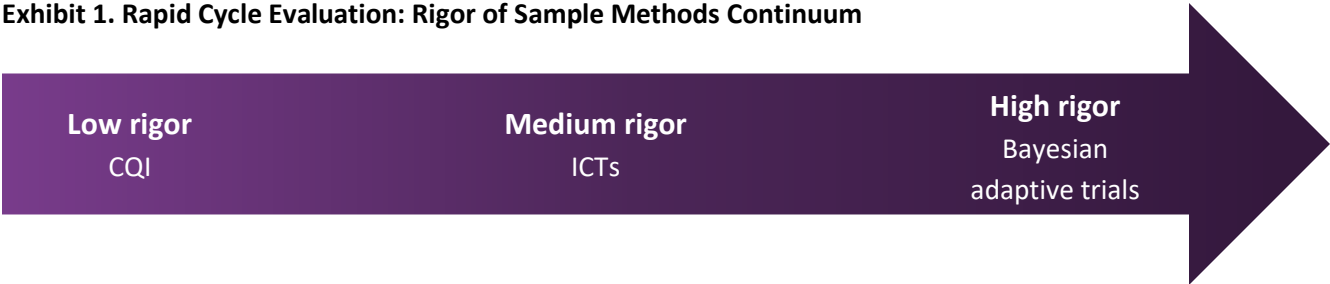 Exhibit 1. Rapid Cycle Evaluation: Rigor of Sample Methods Continuum
Low rigor
CQI
Medium rigor
ICTs
High rigor
Bayesian
adaptive trials